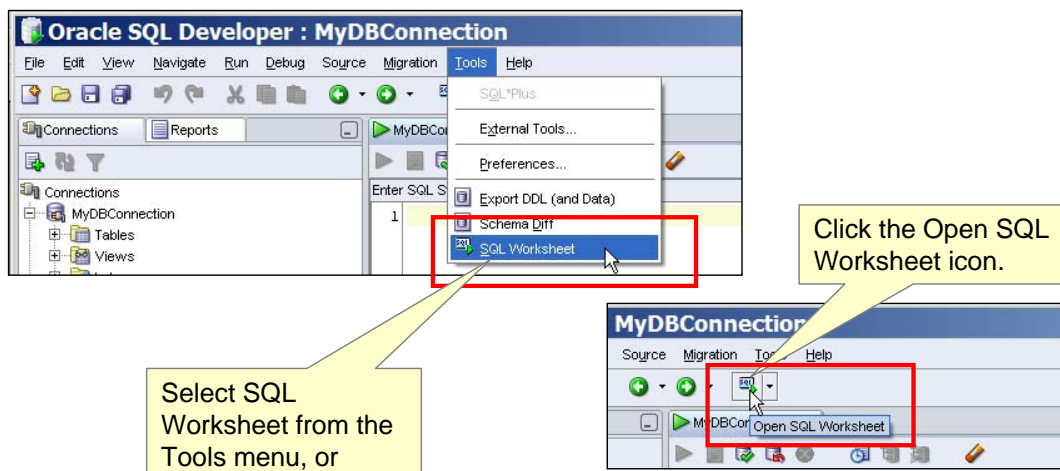 Oracle SQL Developer : MyDBConnection
File Edit View Navigate Run Debug Source Migration Tools Help
SQL*Plus
Connections Reports
External Tools...
Preferences...
Enter SQL S
Connections
Export DDL (and Data)
MyDBConnection
1
Schema Diff
Tables
SQL Worksheet
Views
Click the Open SQL
Worksheet icon.
MyDBConnection
Source Migration Tools Help
Open SQL Worksheet
Select SQL
Worksheet from the
Tools menu, or